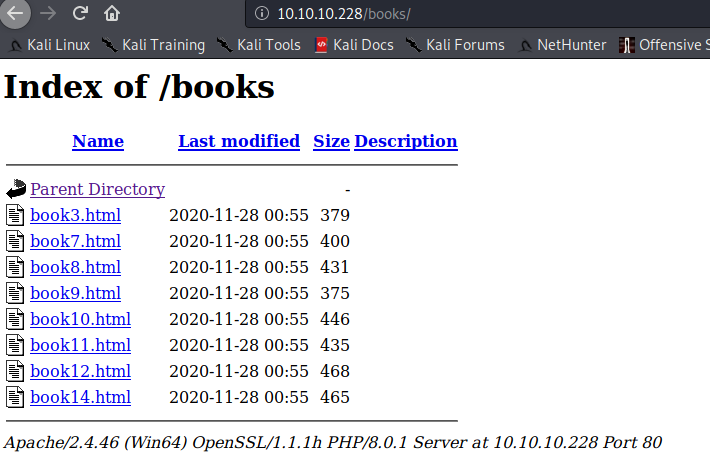 10.10.10.228/books/
Kali Linux Kali Training Kali Tools Kali Docs Kali Forums NetHunter Offensive S
Index of /books
Name Last modified Size Description
Parent Directory -
book3.html 2020-11-28 00:55 379
book7.html 2020-11-28 00:55 400
book8.html 2020-11-28 00:55 431
book9.html 2020-11-28 00:55 375
book10.html 2020-11-28 00:55 446
book11.html 2020-11-28 00:55 435
book12.html 2020-11-28 00:55 468
book14.html 2020-11-28 00:55 465
Apache/2.4.46 (Win64) OpenSSL/1.1.1h PHP/8.0.1 Server at 10.10.10.228 Port 80